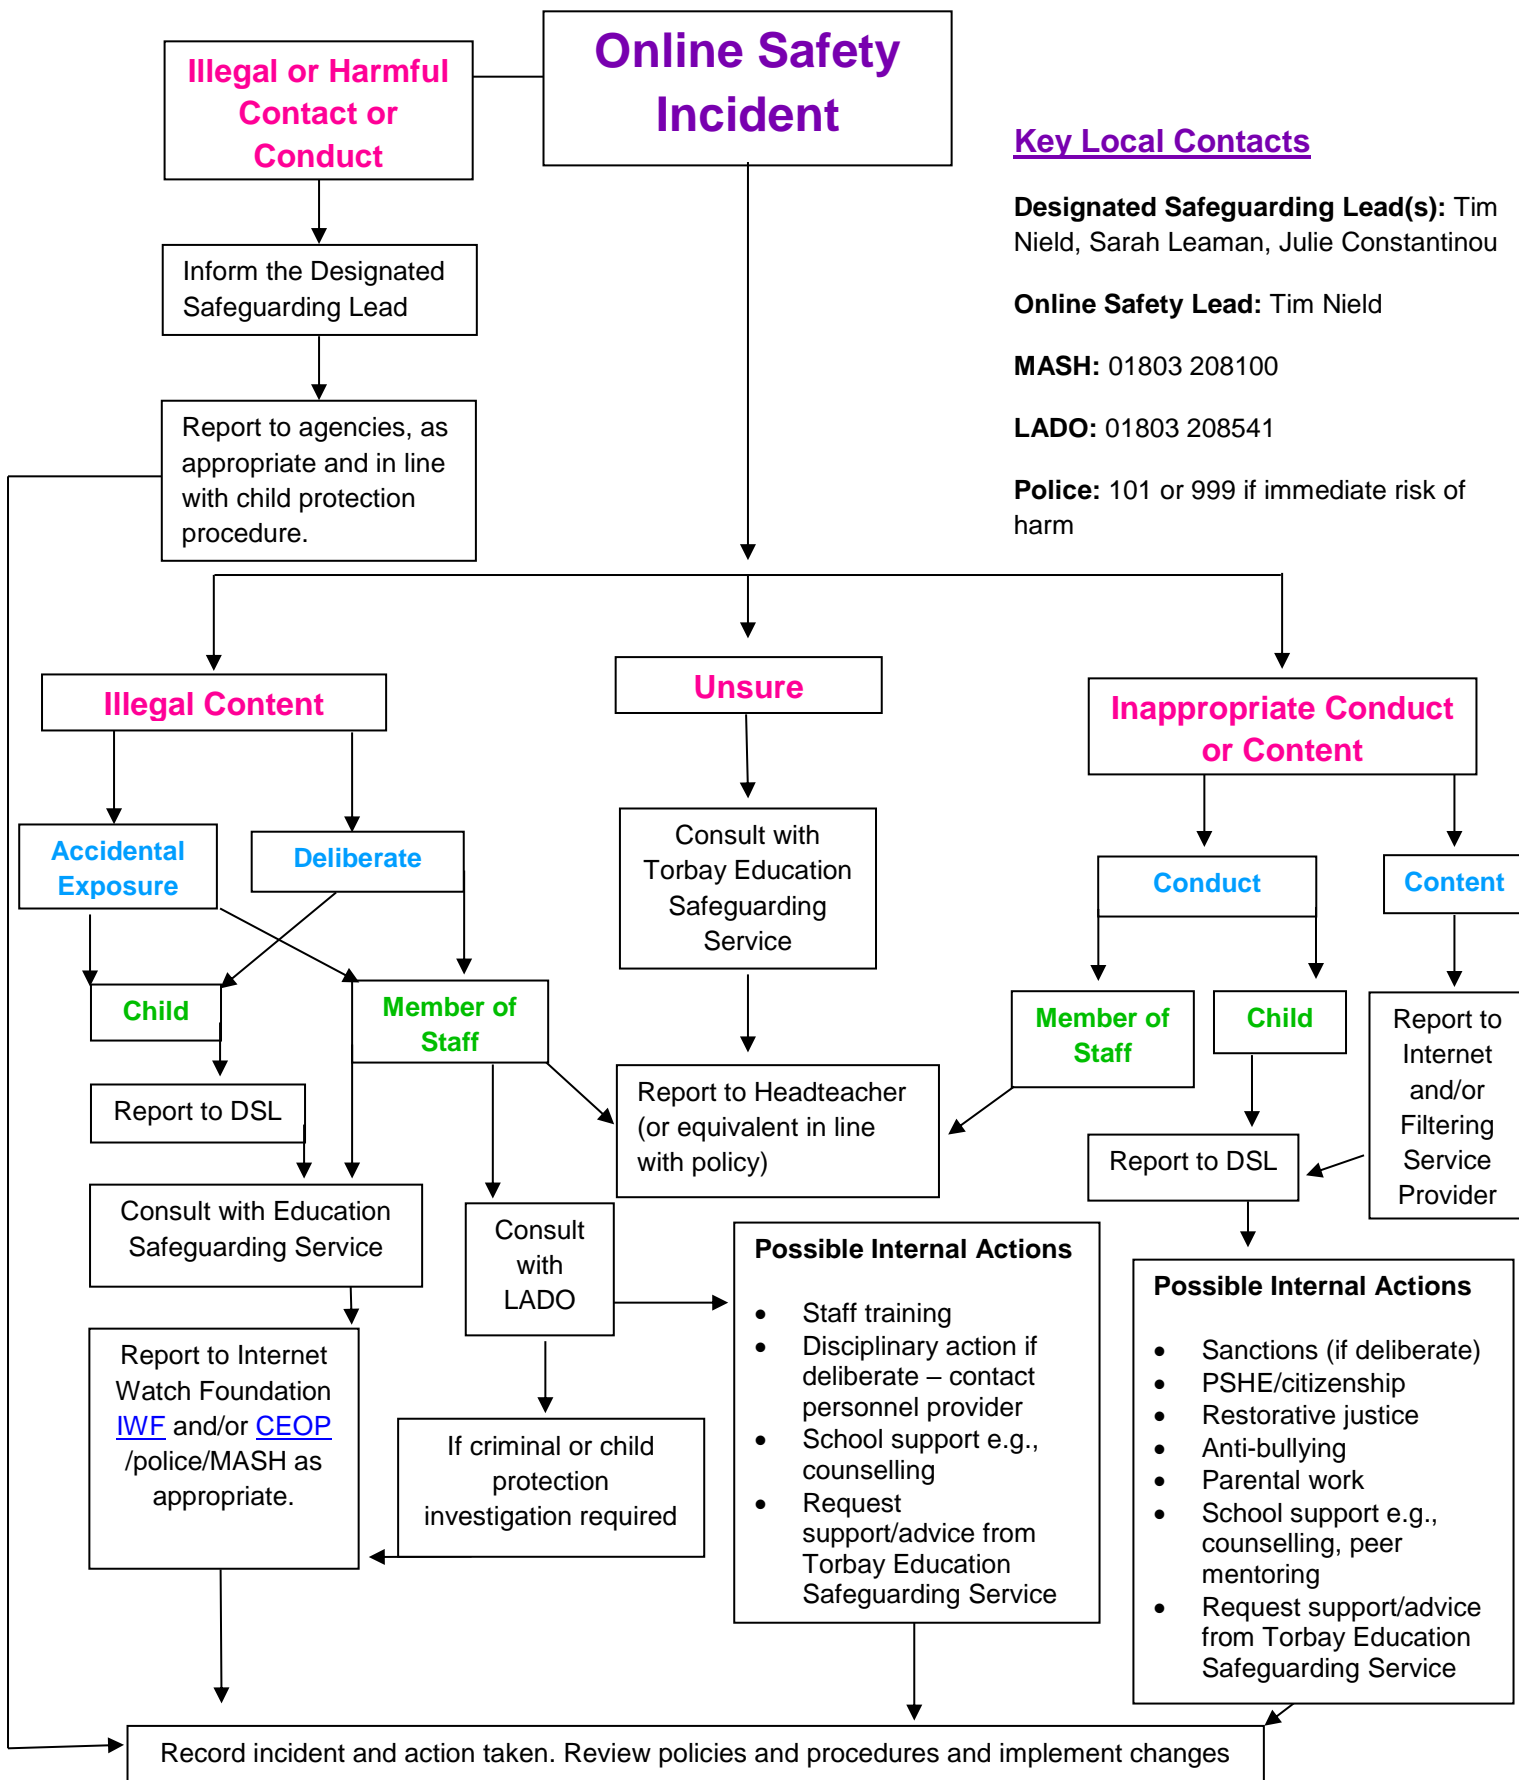 Online Safety
Incident
Illegal or Harmful
Contact or
Conduct
Key Local Contacts
Designated Safeguarding Lead(s): Tim
Nield, Sarah Leaman, Julie Constantinou
Online Safety Lead: Tim Nield
MASH: 01803 208100
LADO: 01803 208541
Police: 101 or 999 if immediate risk of
harm
Inform the Designated
Safeguarding Lead
Report to agencies, as
appropriate and in line
with child protection
procedure.
Illegal Content
Unsure
Inappropriate Conduct
or Content
Accidental
Exposure
Deliberate
Consult with
Torbay Education
Safeguarding
Service
Conduct
Content
Child
Member of
Staff
Member of
Staff
Child
Report to
Internet
and/or
Filtering
Service
Provider
Report to DSL
Report to Headteacher
(or equivalent in line
with policy)
Report to DSL
Consult with Education
Safeguarding Service
Consult
with
LADO
Possible Internal Actions
• Staff training
• Disciplinary action if
deliberate – contact
personnel provider
• School support e.g.,
counselling
• Request
support/advice from
Torbay Education
Safeguarding Service
Possible Internal Actions
• Sanctions (if deliberate)
• PSHE/citizenship
• Restorative justice
• Anti-bullying
• Parental work
• School support e.g.,
counselling, peer
mentoring
• Request support/advice
from Torbay Education
Safeguarding Service
Report to Internet
Watch Foundation
IWF and/or CEOP
/police/MASH as
appropriate.
If criminal or child
protection
investigation required
Record incident and action taken. Review policies and procedures and implement changes